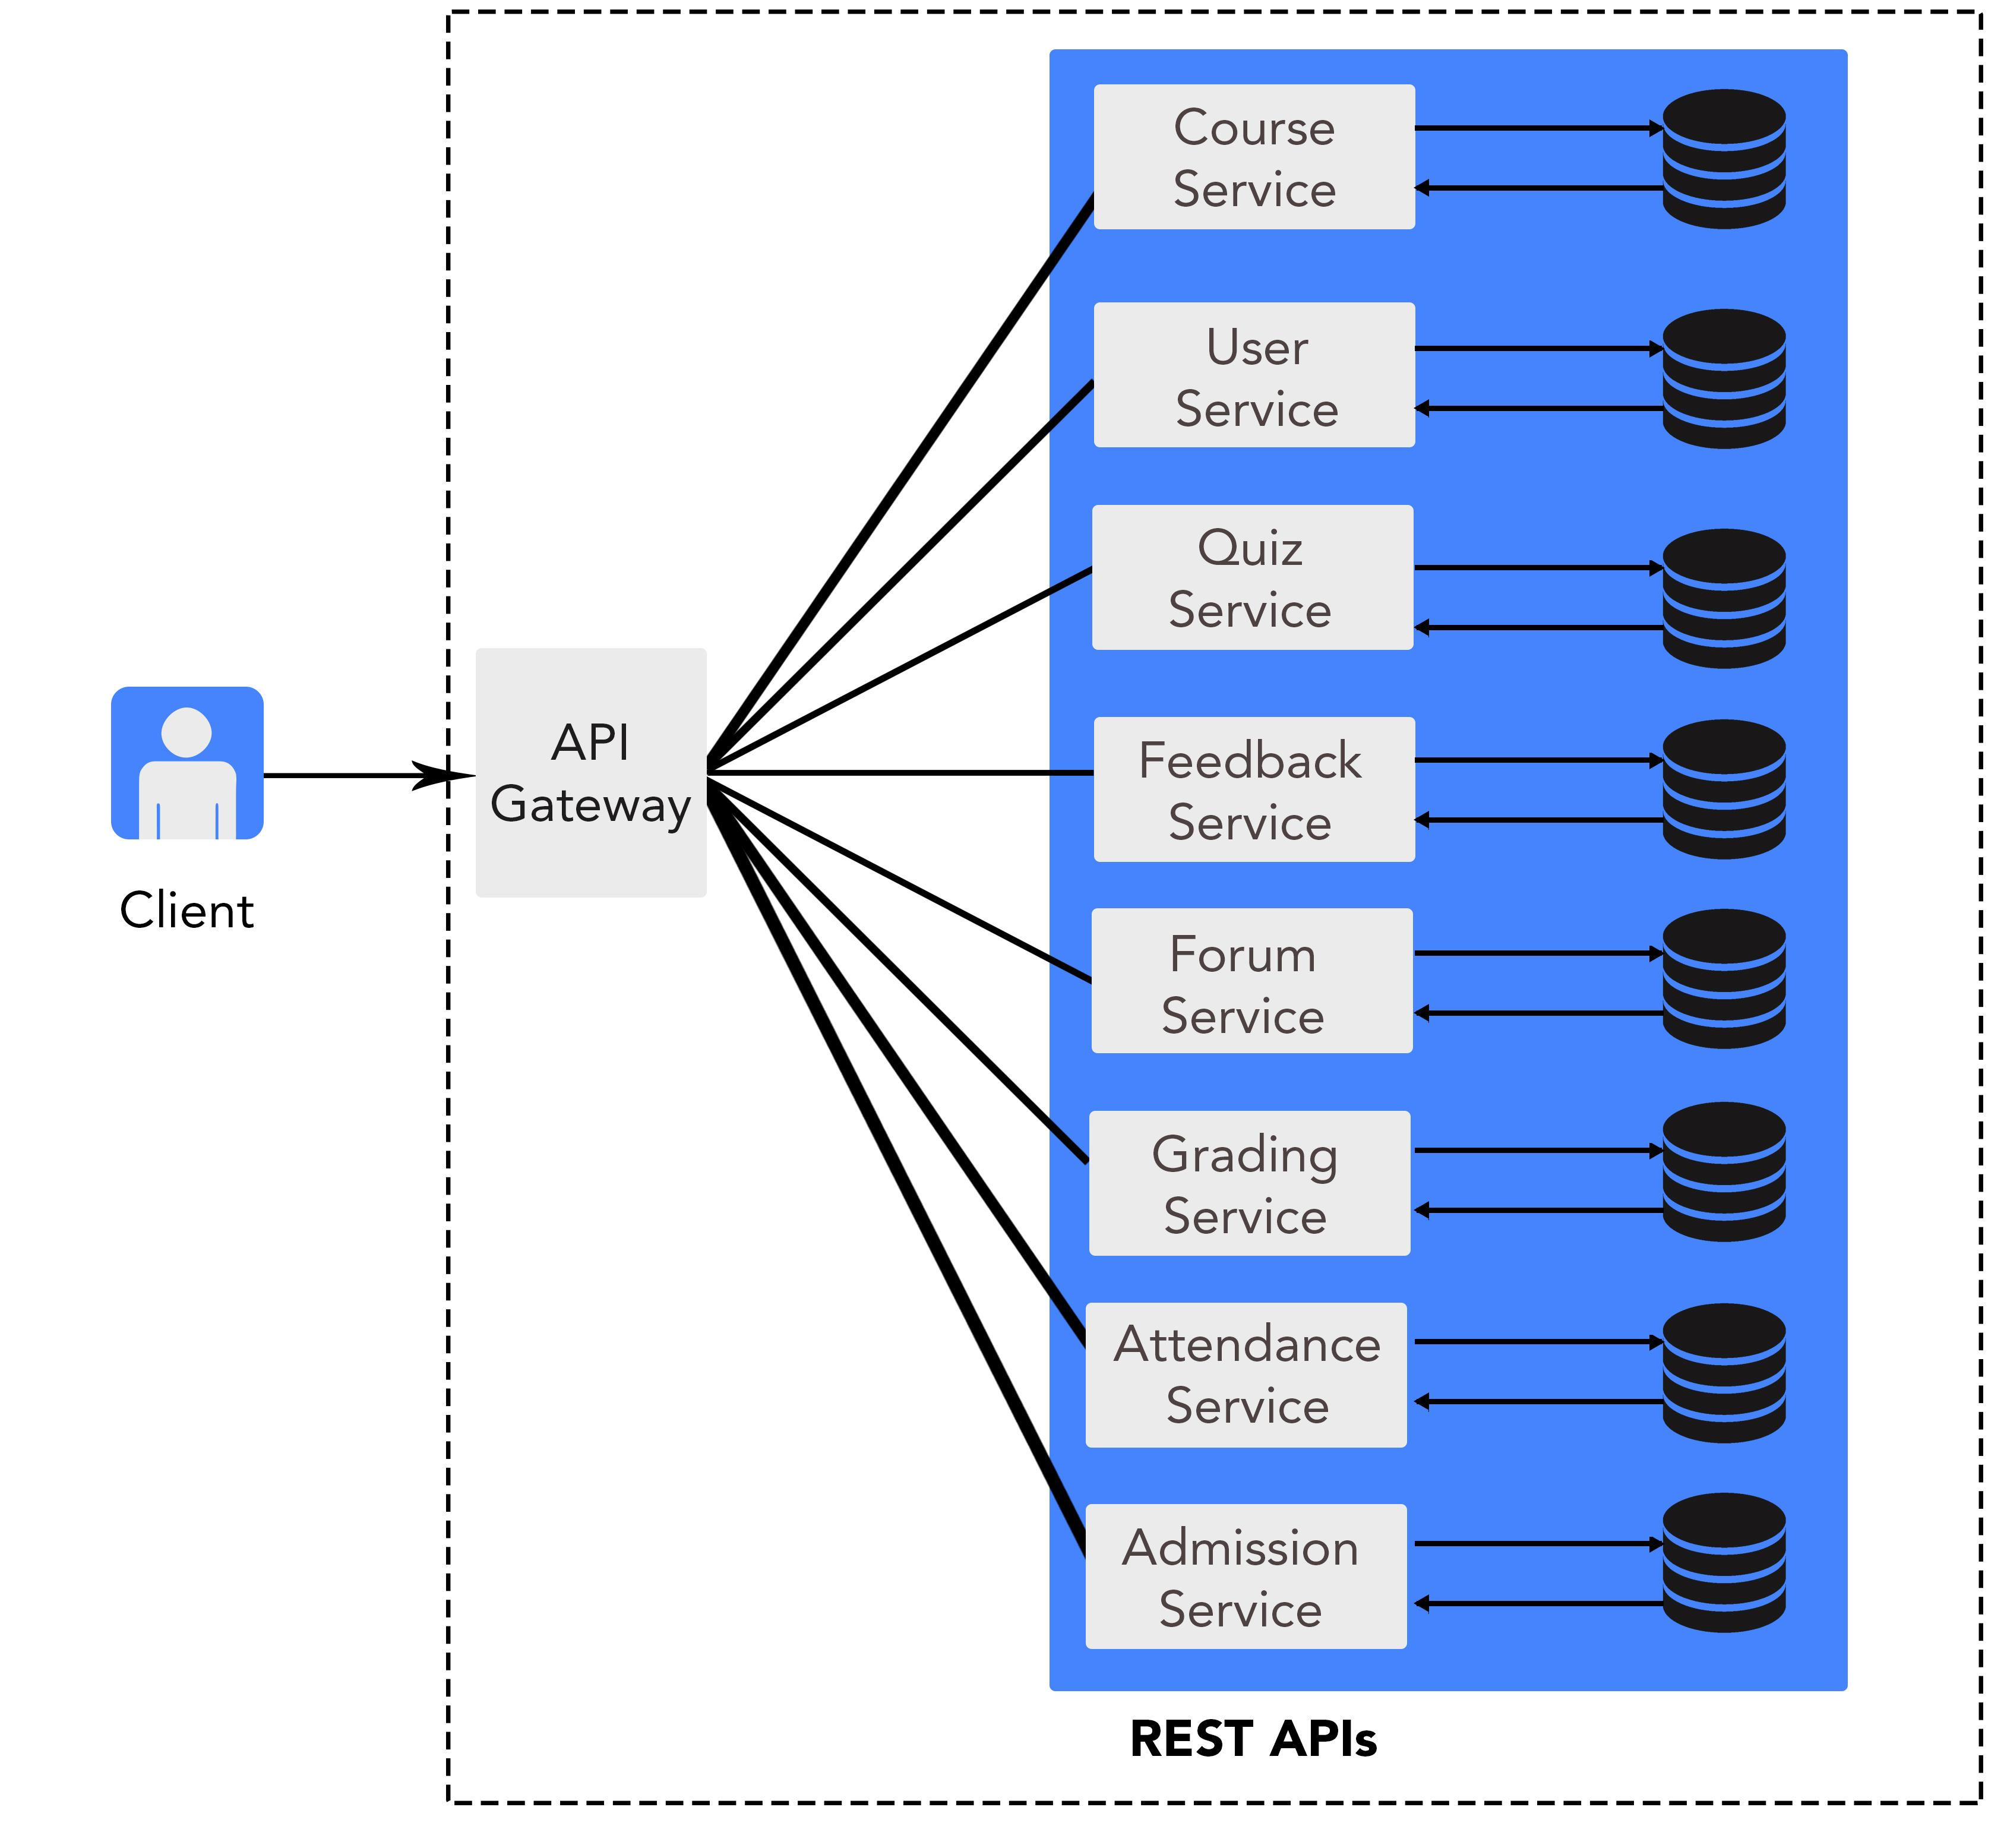 Client
API
Gateway
Course
Service
User
Service
Quiz
Service
Feedback
Service
Forum
Service
Grading
Service
Attendance
Service
Admission
Service
REST APIs